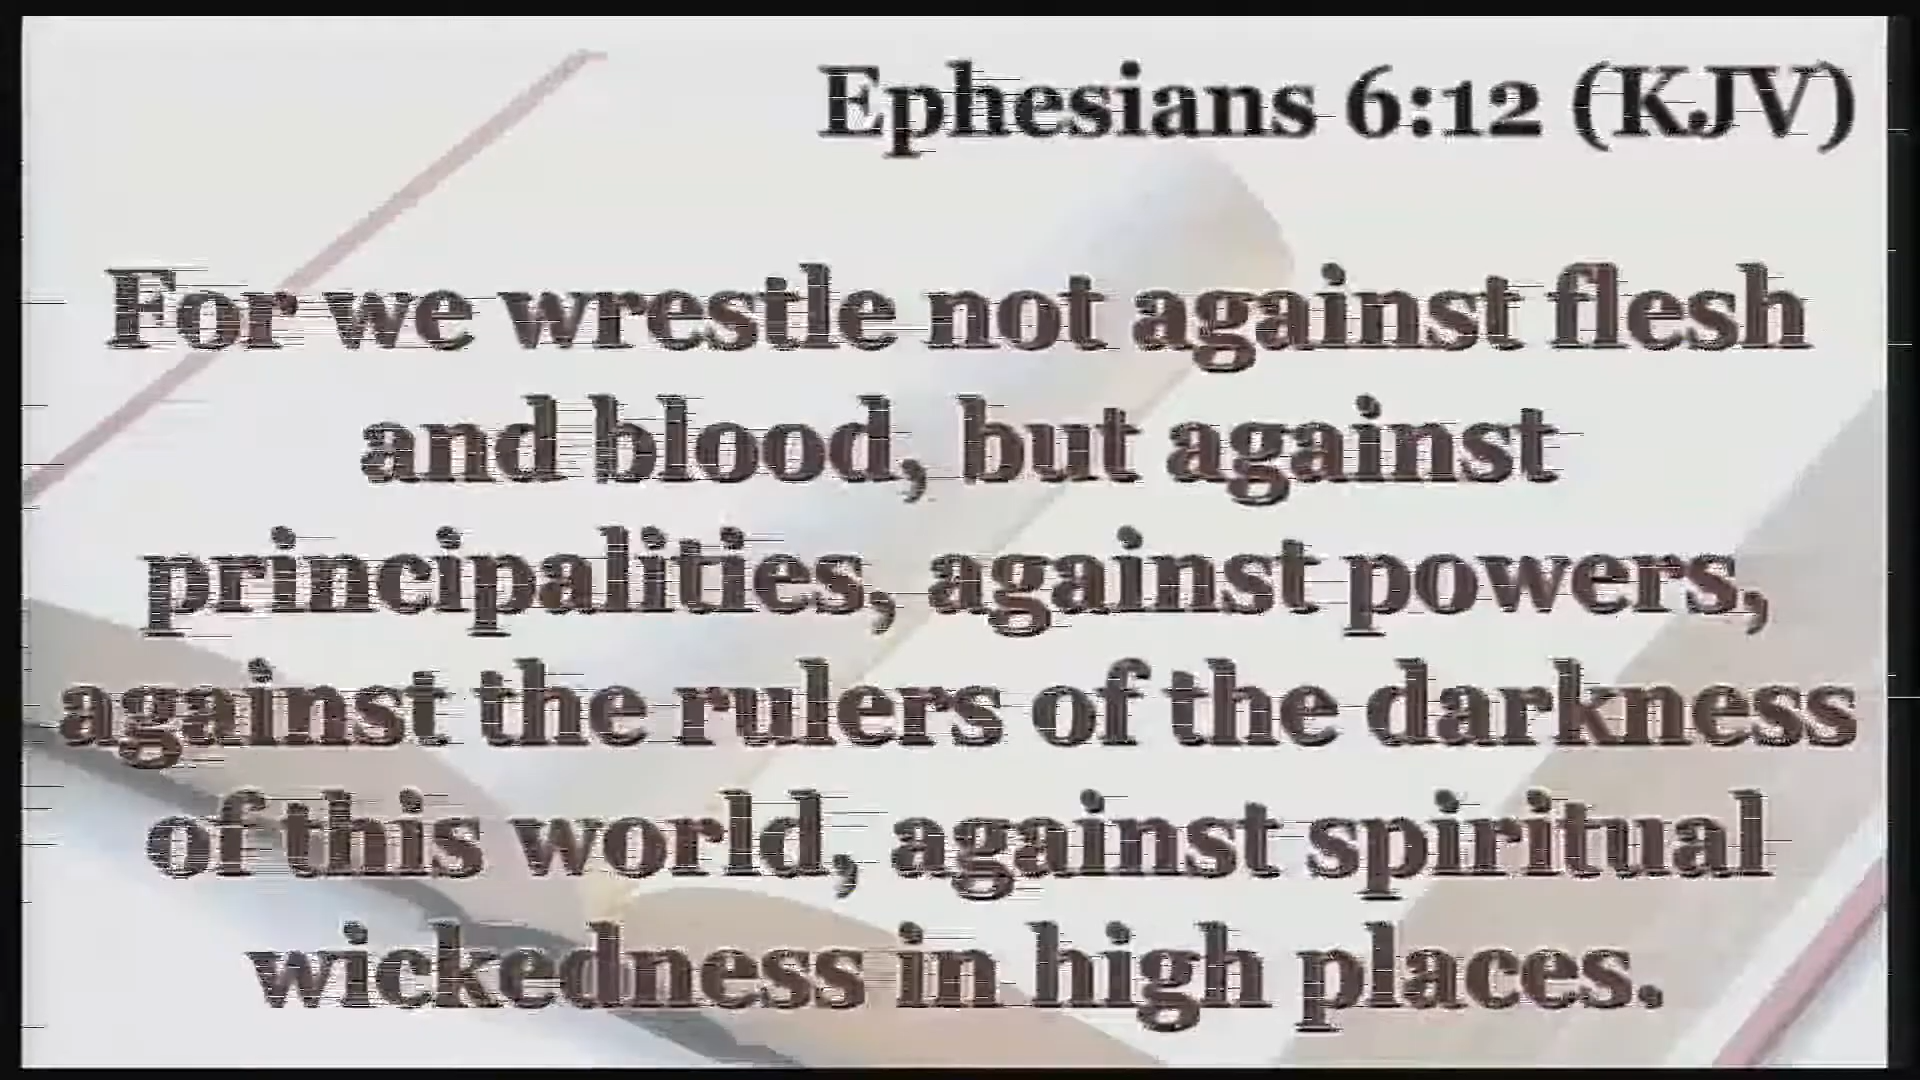 Ephesians 6:12 (KJV)
For we wrestle not against flesh
and blood, but against
principalities, against powers,
against the rulers of the darkness
of this world, against spiritual
wickedness in high places.